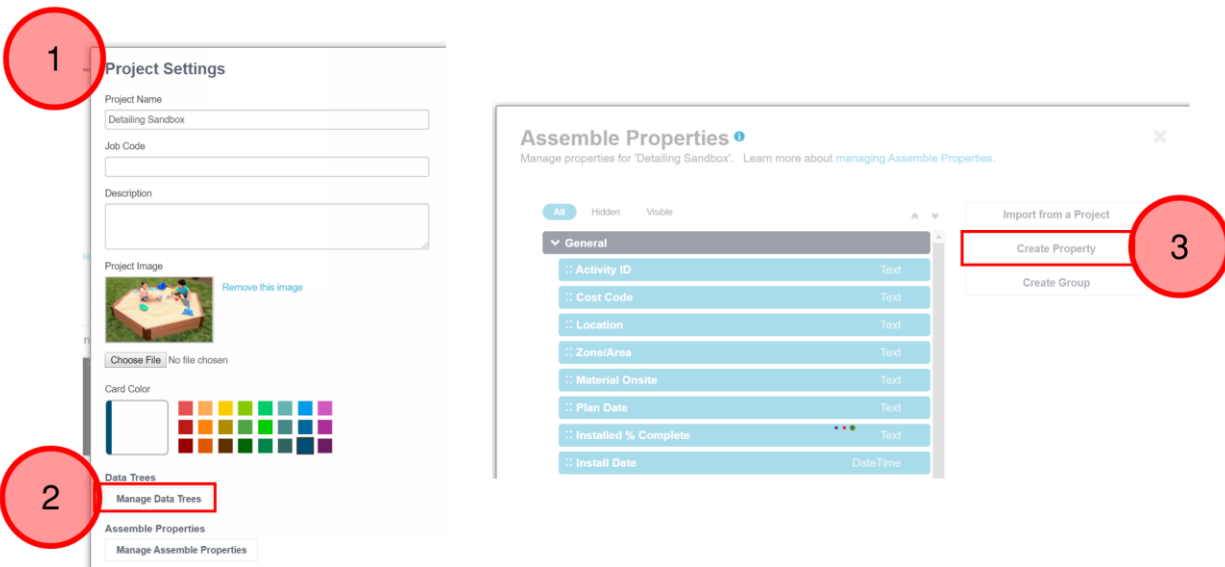 1
Project Settings
Project Name
Detailing Sandbox
Job Code
Description
Project Image
Remove this image
Choose File No file chosen
Card Color
Data Trees
2
Manage Data Trees
Assemble Properties
Manage Assemble Properties
Assemble Properties
Manage properties for 'Detailing Sandbox'. Learn more about managing Assemble Properties.
All Hidden Visible
General
Activity ID Text
Cost Code Text
Location Text
Zone/Area Text
Material Onsite Text
Plan Date Text
Installed % Complete Text
Install Date DateTime
Import from a Project
Create Property
3
Create Group